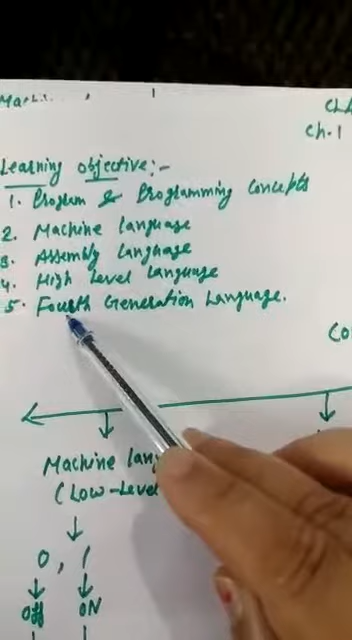 Ch.1
Learning objective:-
1. Program & Programming Concepts
2. Machine language
3. Assembly Language
4. High Level language
5. Fourth Generation Language.
Machine
(Low-Level
0, 1
Off ON